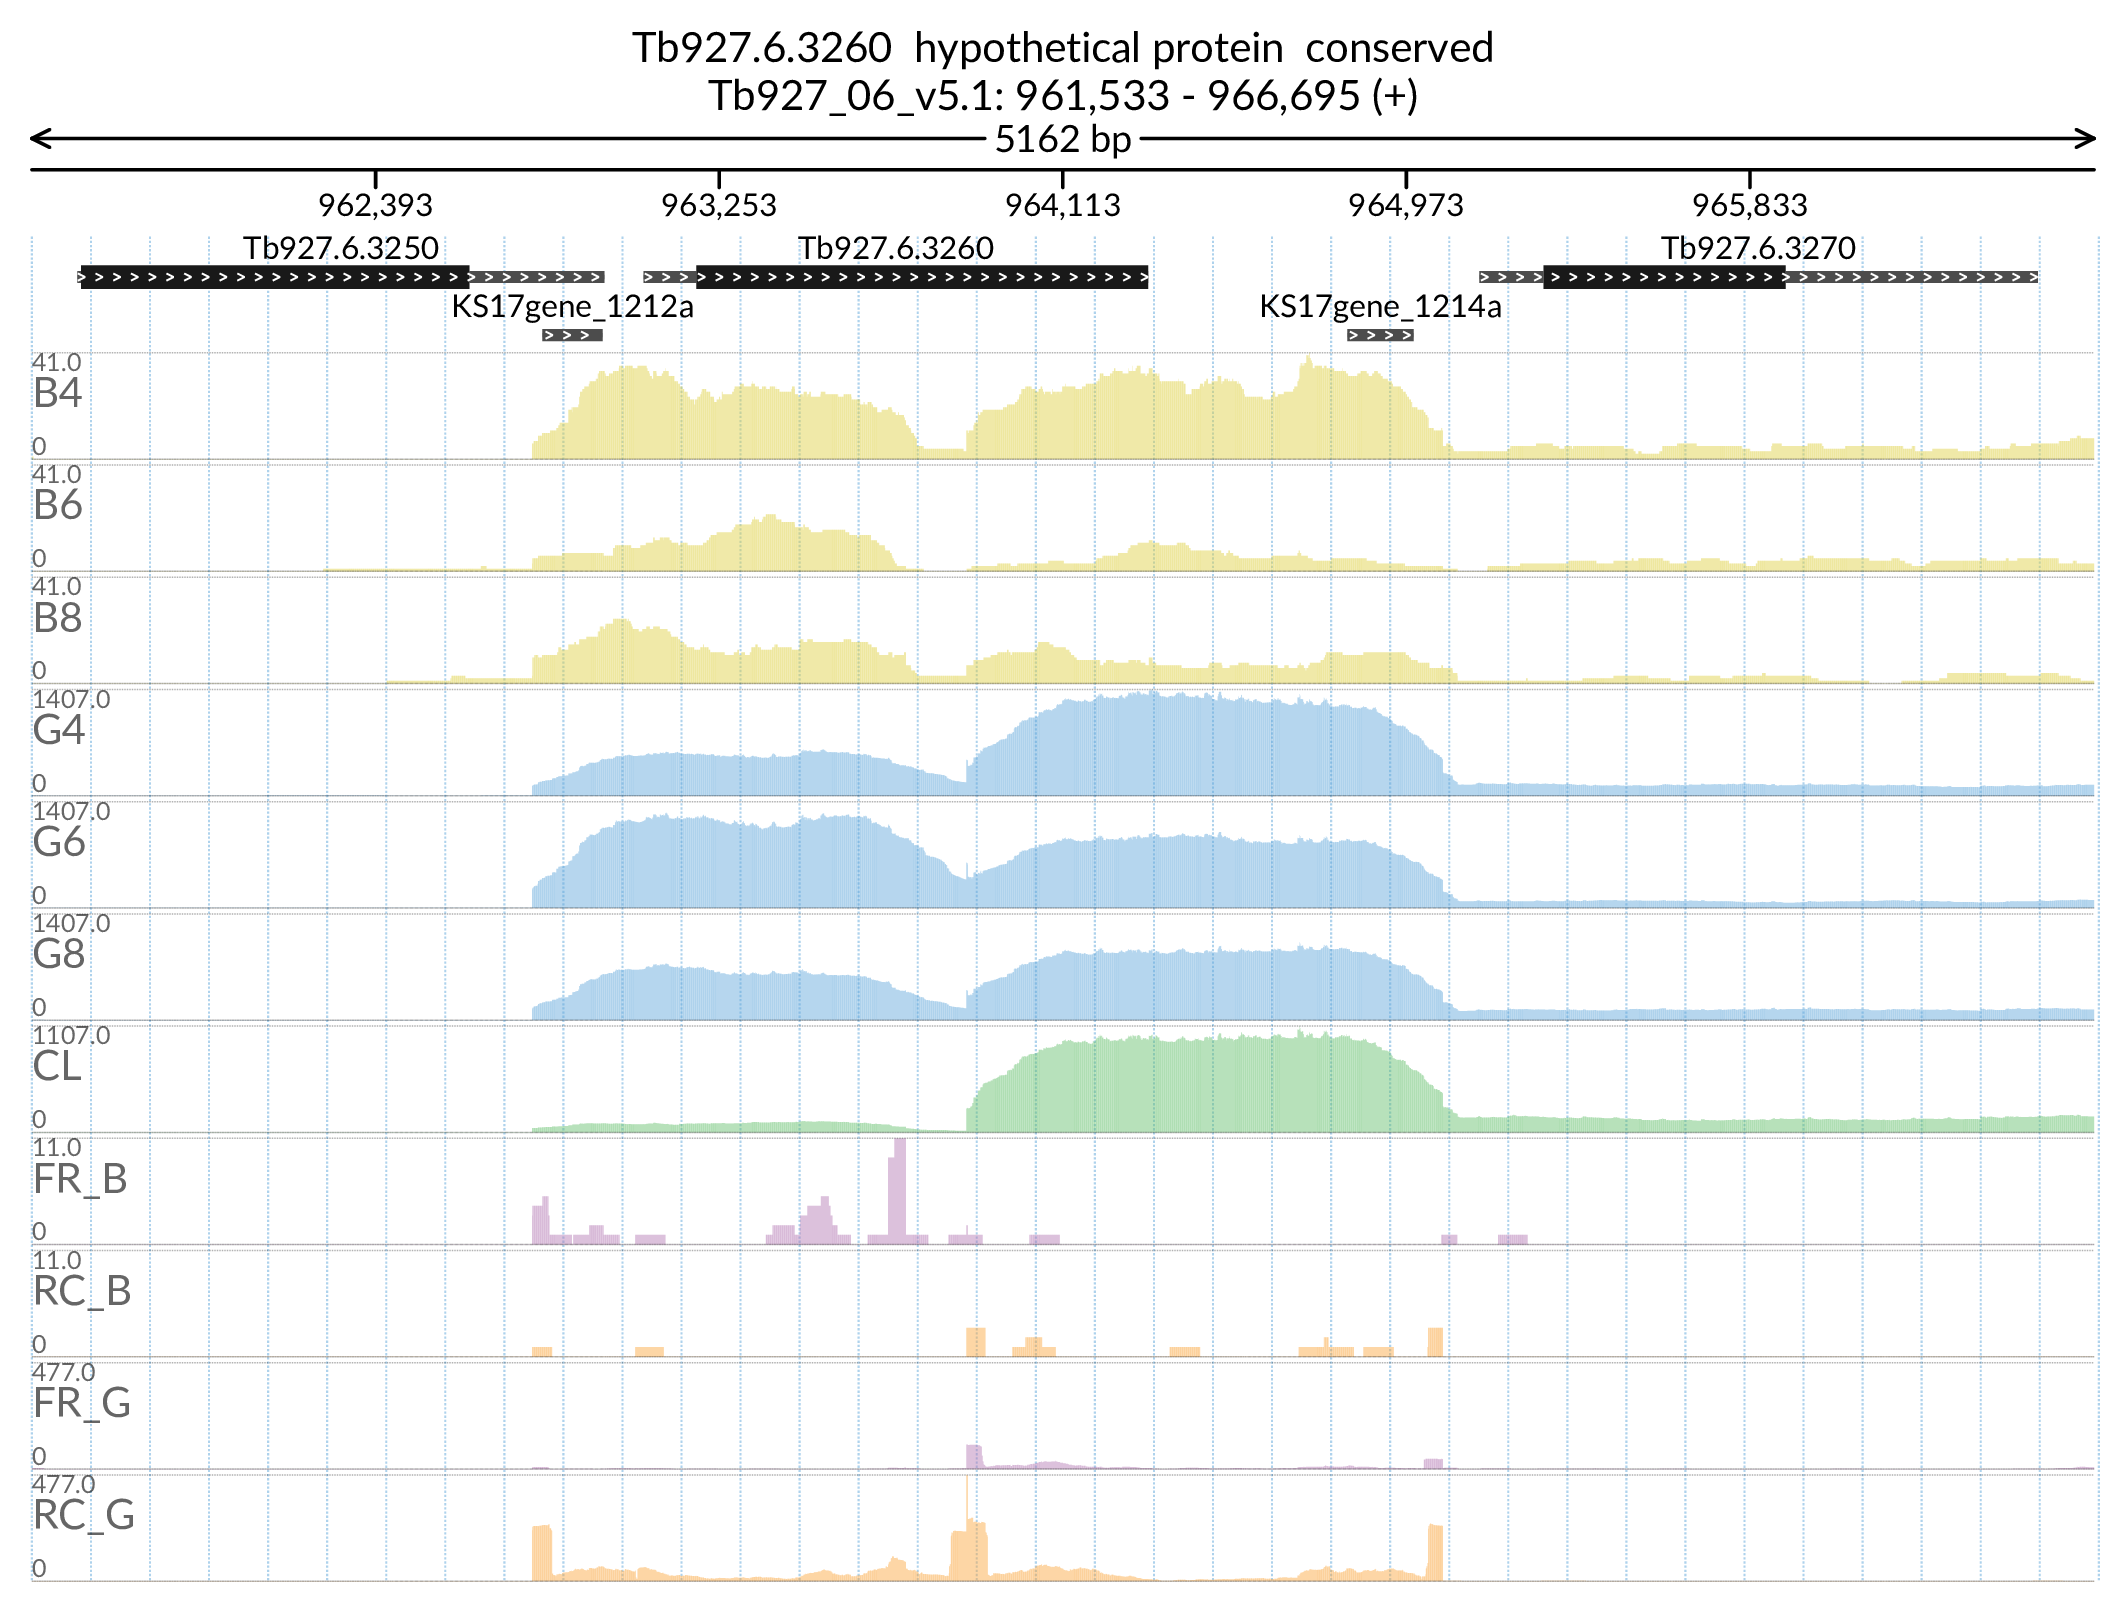 Tb927.6.3260  hypothetical protein  conserved
Tb927_06_v5.1: 961,533 - 966,695 (+)
5162 bp
962,393 963,253 964,113 964,973 965,833
Tb927.6.3250 Tb927.6.3260 Tb927.6.3270
KS17gene_1212a KS17gene_1214a
41.0
B4
0
41.0
B6
0
41.0
B8
0
1407.0
G4
0
1407.0
G6
0
1407.0
G8
0
1107.0
CL
0
11.0
FR_B
0
11.0
RC_B
0
477.0
FR_G
0
477.0
RC_G
0